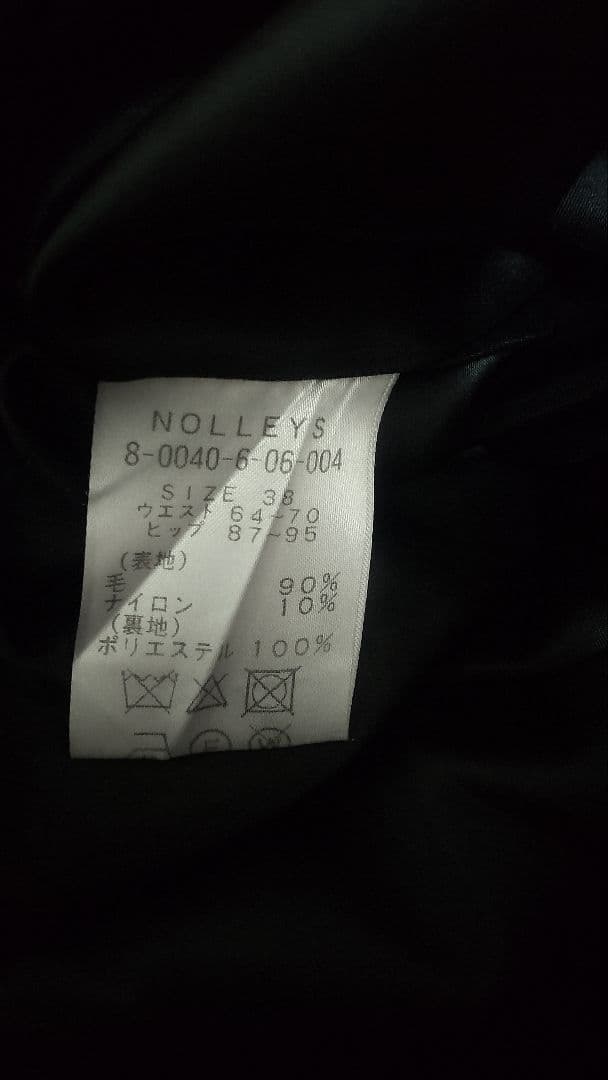 NOLLEYS
8-0040-6-06-004
SIZE 38
ウエスト 64~70
ヒップ 87~95
(表地)
毛 90%
ナイロン 10%
(裏地)
ポリエステル 100%